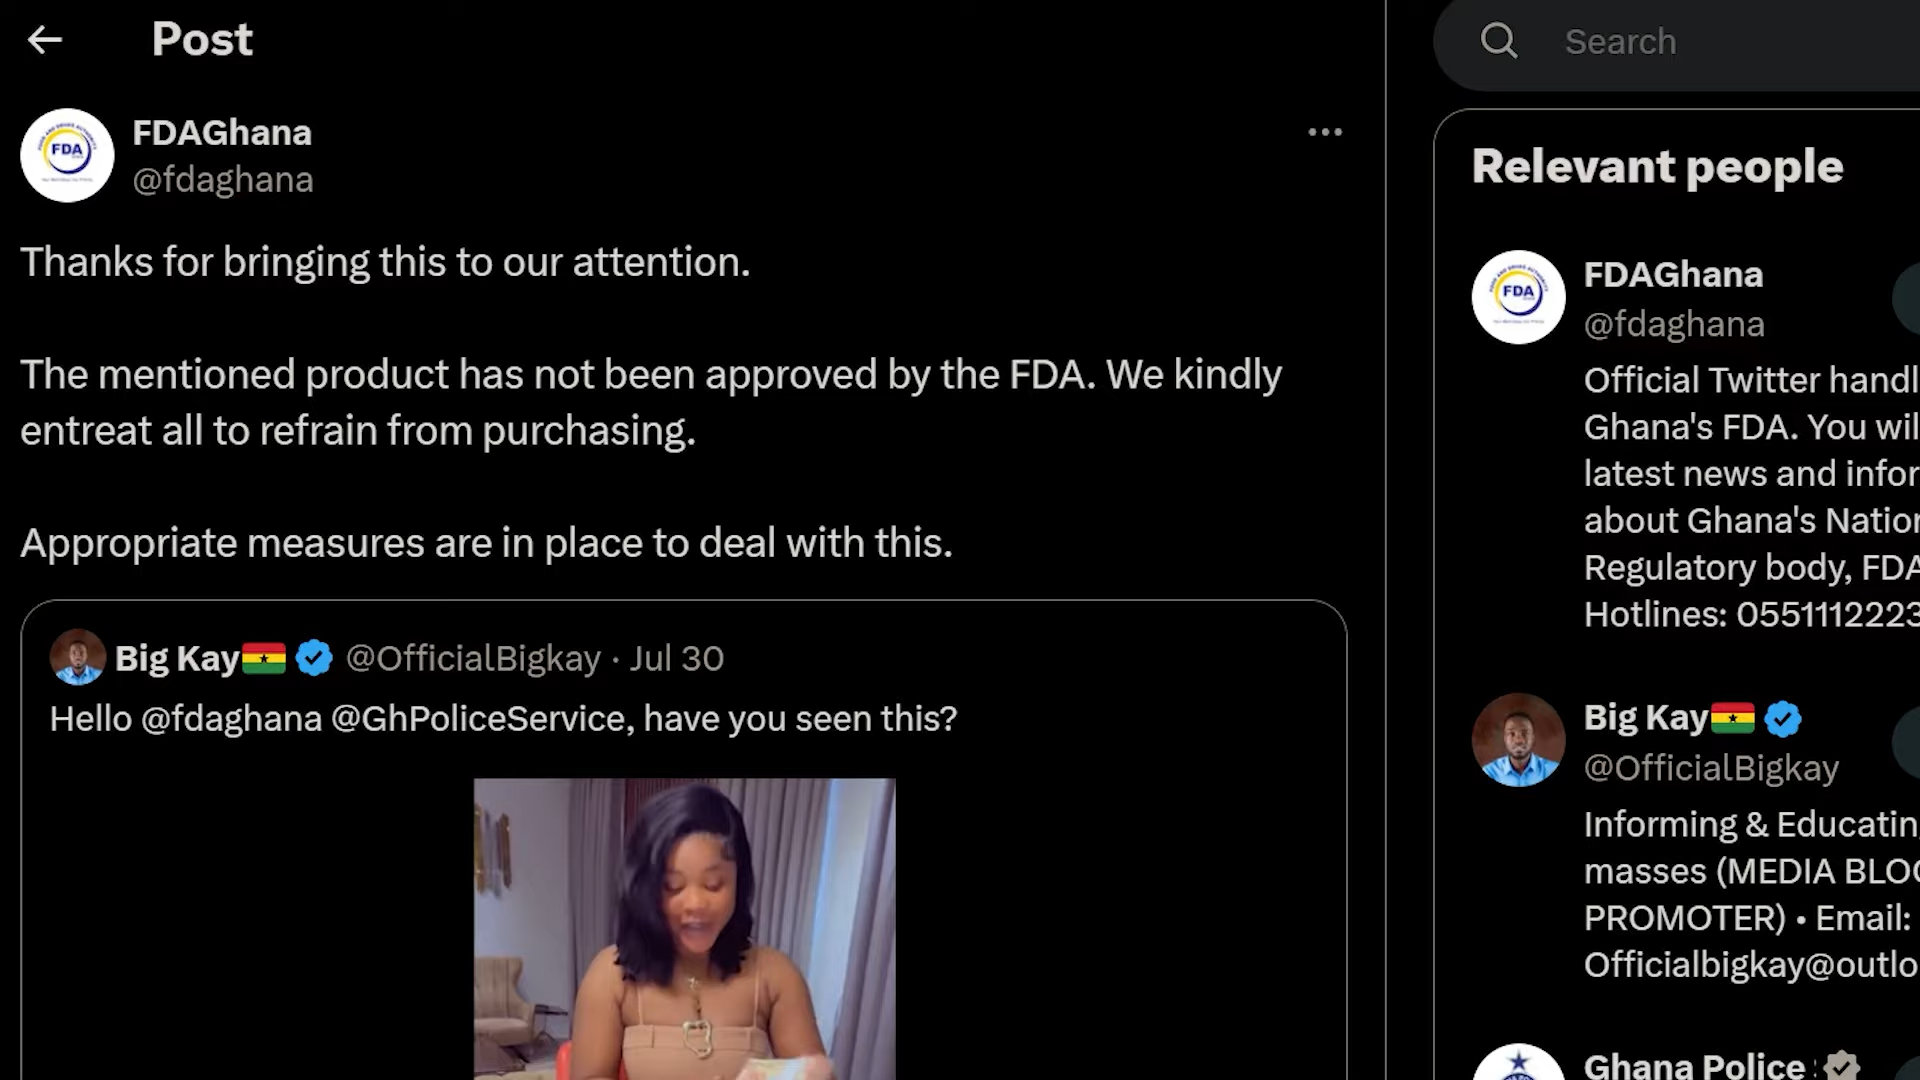 Post
FDAGhana
@fdaghana
Thanks for bringing this to our attention.
The mentioned product has not been approved by the FDA. We kindly
entreat all to refrain from purchasing.
Appropriate measures are in place to deal with this.
Big Kay @OfficialBigkay · Jul 30
Hello @fdaghana @GhPoliceService, have you seen this?
Search
Relevant people
FDA
FDAGhana
@fdaghana
Official Twitter handl
Ghana's FDA. You wil
latest news and infor
about Ghana's Nation
Regulatory body, FDA
Hotlines: 0551112223
Big Kay
@OfficialBigkay
Informing & Educatin
masses (MEDIA BLO
PROMOTER) • Email:
Officialbigkay@outlo
Ghana Police